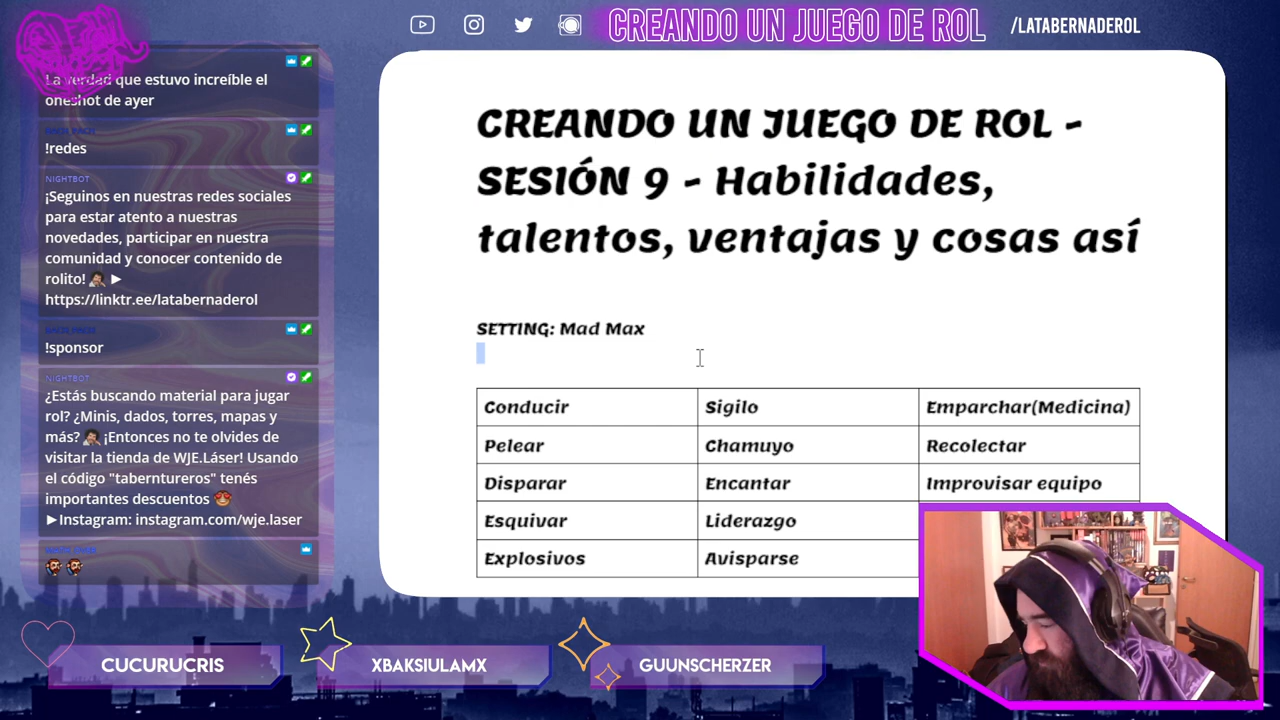 CREANDO UN JUEGO DE ROL
/LATABERNADEROL
La verdad que estuvo increíble el
oneshot de ayer
!redes
NIGHTBOT
¡Seguinos en nuestras redes sociales
para estar atento a nuestras
novedades, participar en nuestra
comunidad y conocer contenido de
rolito! ►
https://linktr.ee/latabernaderol
!sponsor
NIGHTBOT
¿Estás buscando material para jugar
rol? ¿Minis, dados, torres, mapas y
más? ¡Entonces no te olvides de
visitar la tienda de WJE.Láser! Usando
el código "taberntureros" tenés
importantes descuentos
►Instagram: instagram.com/wje.laser
CREANDO UN JUEGO DE ROL -
SESIÓN 9 - Habilidades,
talentos, ventajas y cosas así
SETTING: Mad Max
Conducir Sigilo Emparchar(Medicina)
Pelear Chamuyo Recolectar
Disparar Encantar Improvisar equipo
Esquivar Liderazgo
Explosivos Avisparse
CUCURUCRIS
XBAKSIULAMX
GUUNSCHERZER